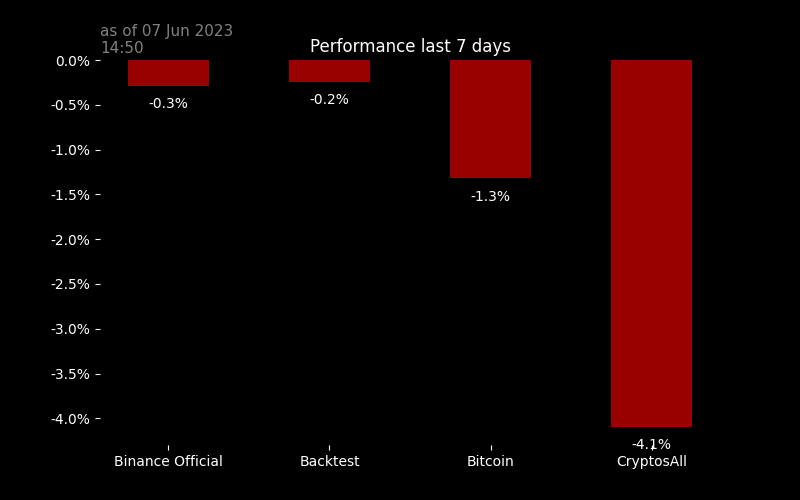 as of 07 Jun 2023
14:50
Performance last 7 days
0.0%
-0.5%
-1.0%
-1.5%
-2.0%
-2.5%
-3.0%
-3.5%
-4.0%
-0.3%
-0.2%
-1.3%
-4.1%
Binance Official
Backtest
Bitcoin
CryptosAll